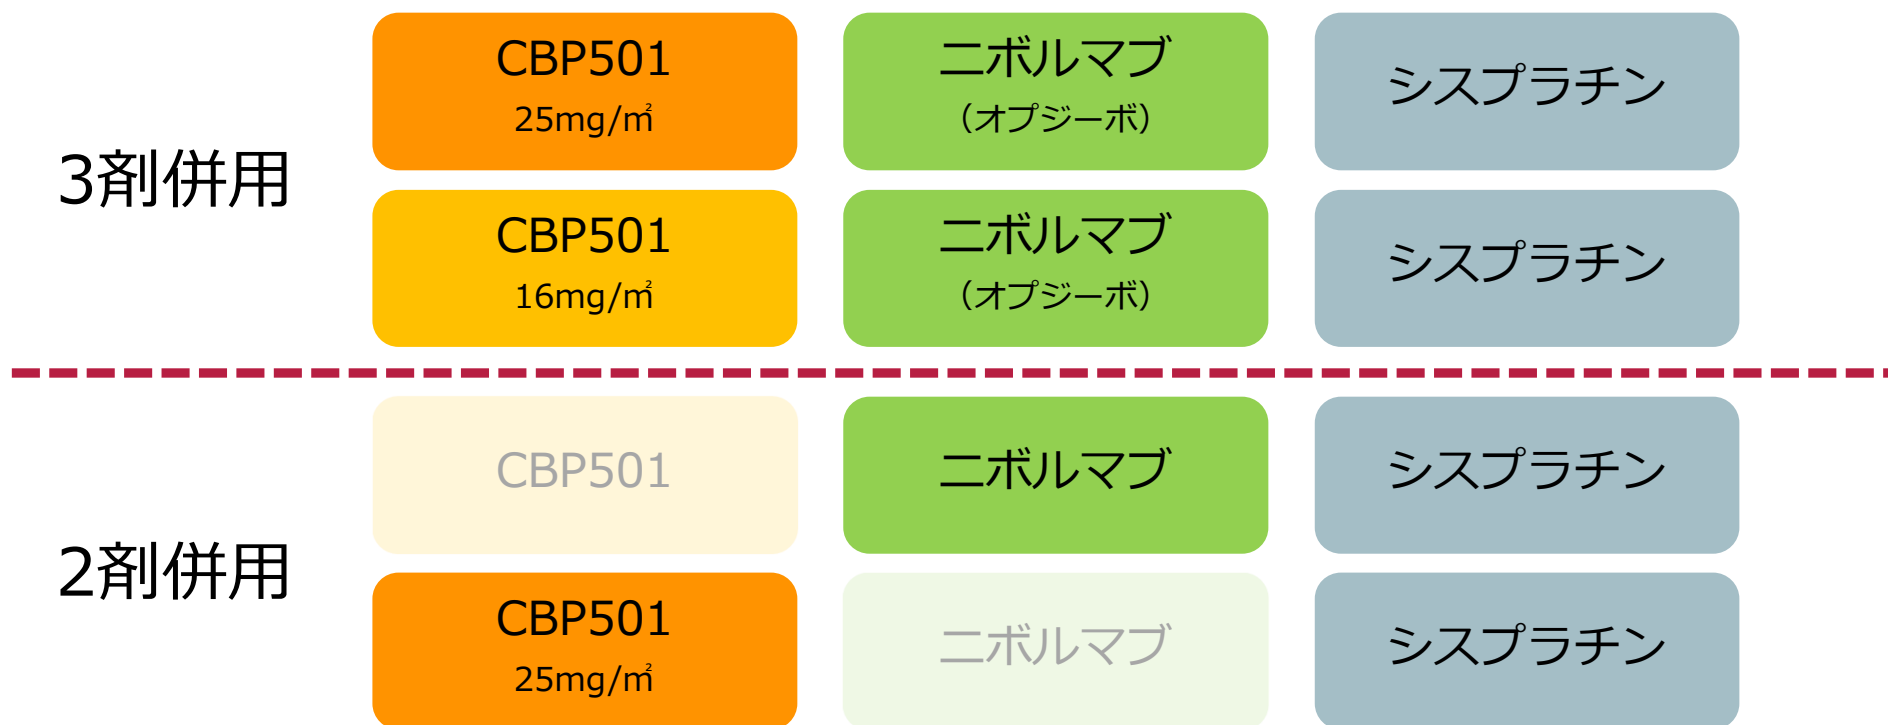 3剤併用
CBP501
25mg/㎡
ニボルマブ
（オプジーボ）
シスプラチン
CBP501
16mg/㎡
ニボルマブ
（オプジーボ）
シスプラチン
2剤併用
CBP501
ニボルマブ
シスプラチン
CBP501
25mg/㎡
ニボルマブ
シスプラチン